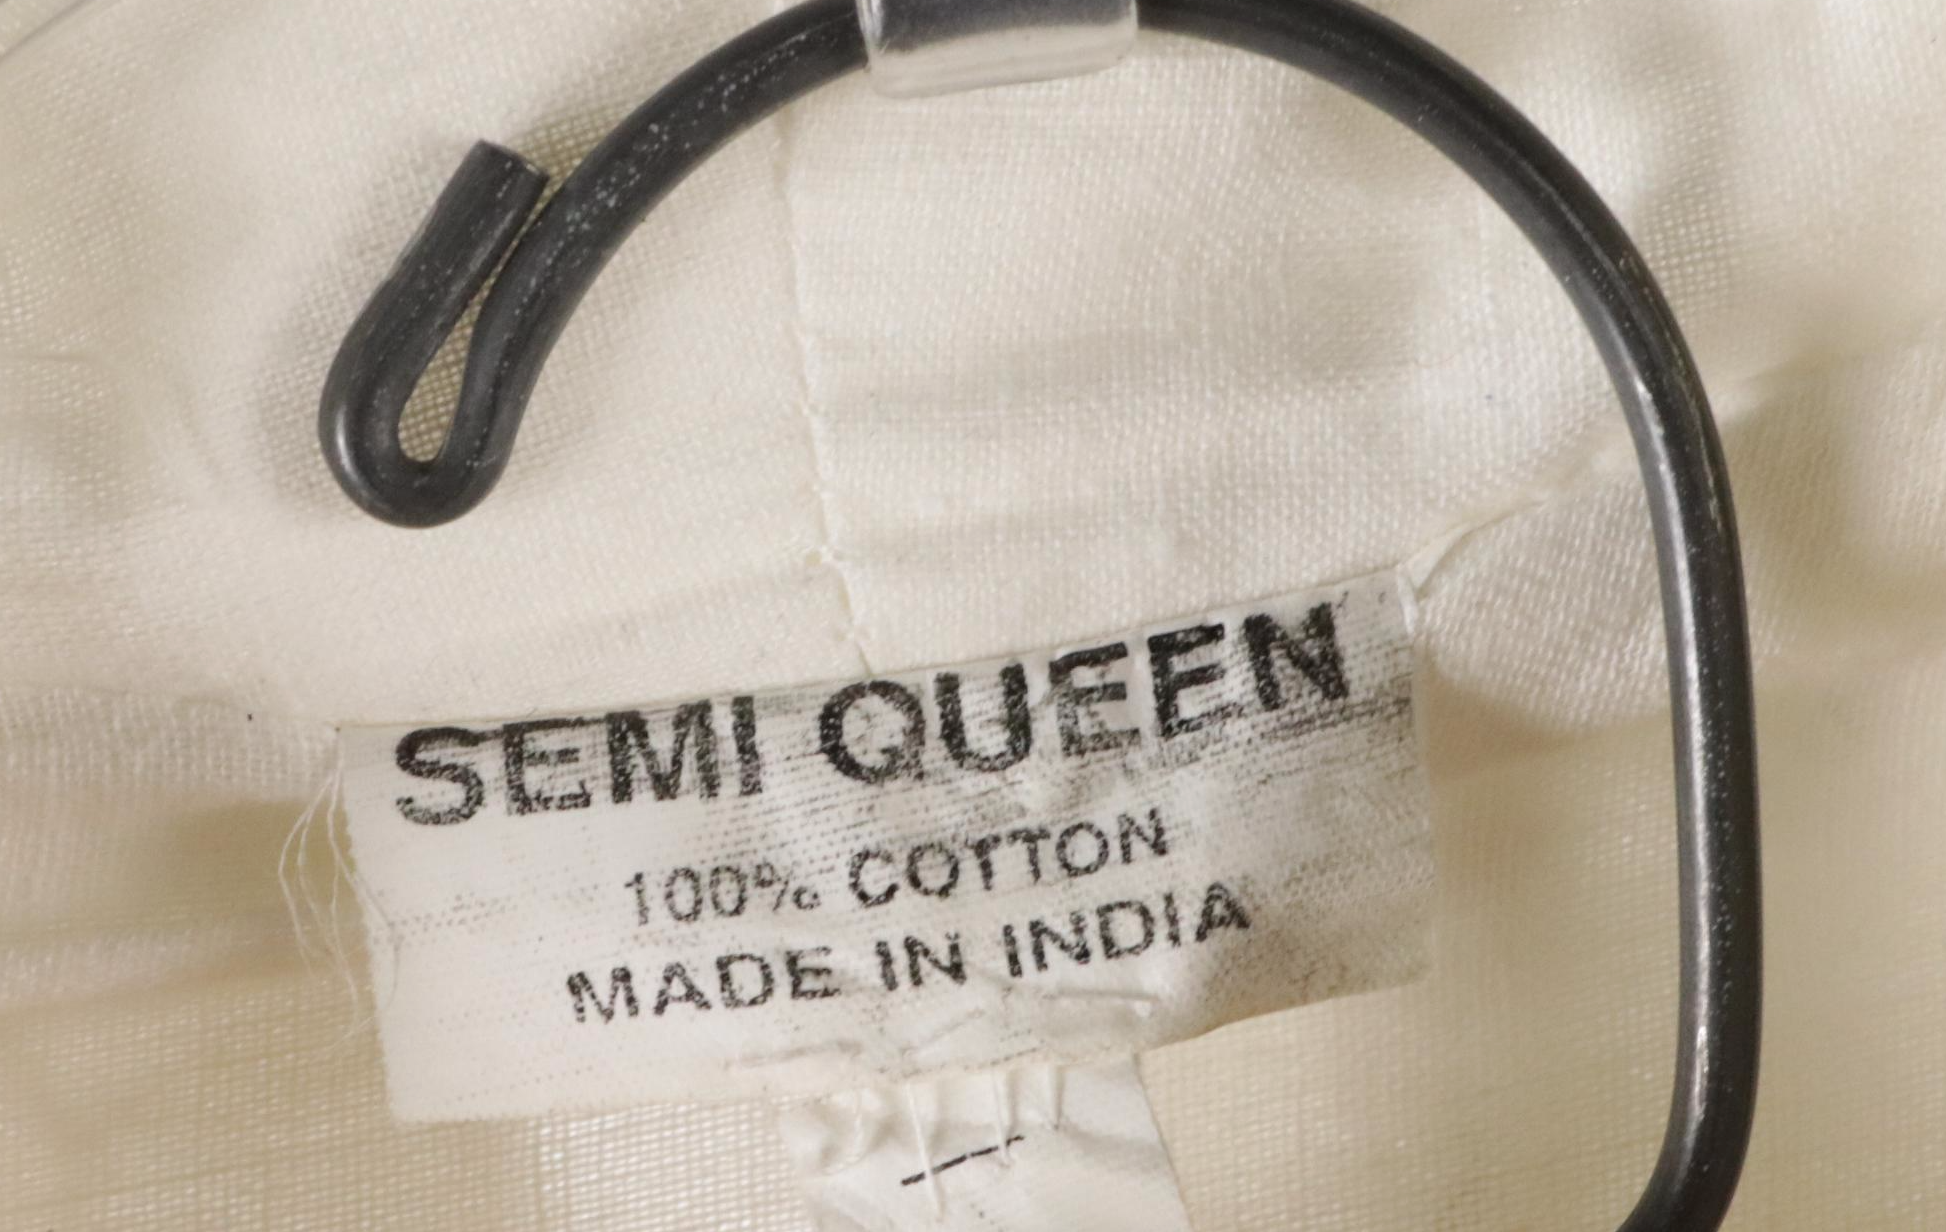 SEMI QUEEN
100% COTTON
MADE IN INDIA